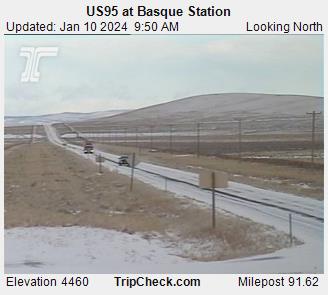 US95 at Basque Station
Updated: Jan 10 2024 9:50 AM Looking North
Elevation 4460 TripCheck.com Milepost 91.62